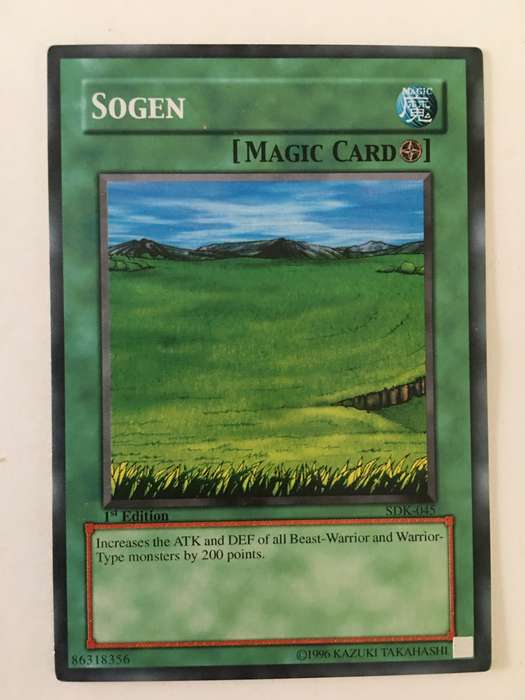 SOGEN
MAGIC
魔
[MAGIC CARD]
1st Edition
SDK-045
Increases the ATK and DEF of all Beast-Warrior and Warrior-
Type monsters by 200 points.
86318356
©1996 KAZUKI TAKAHASHI